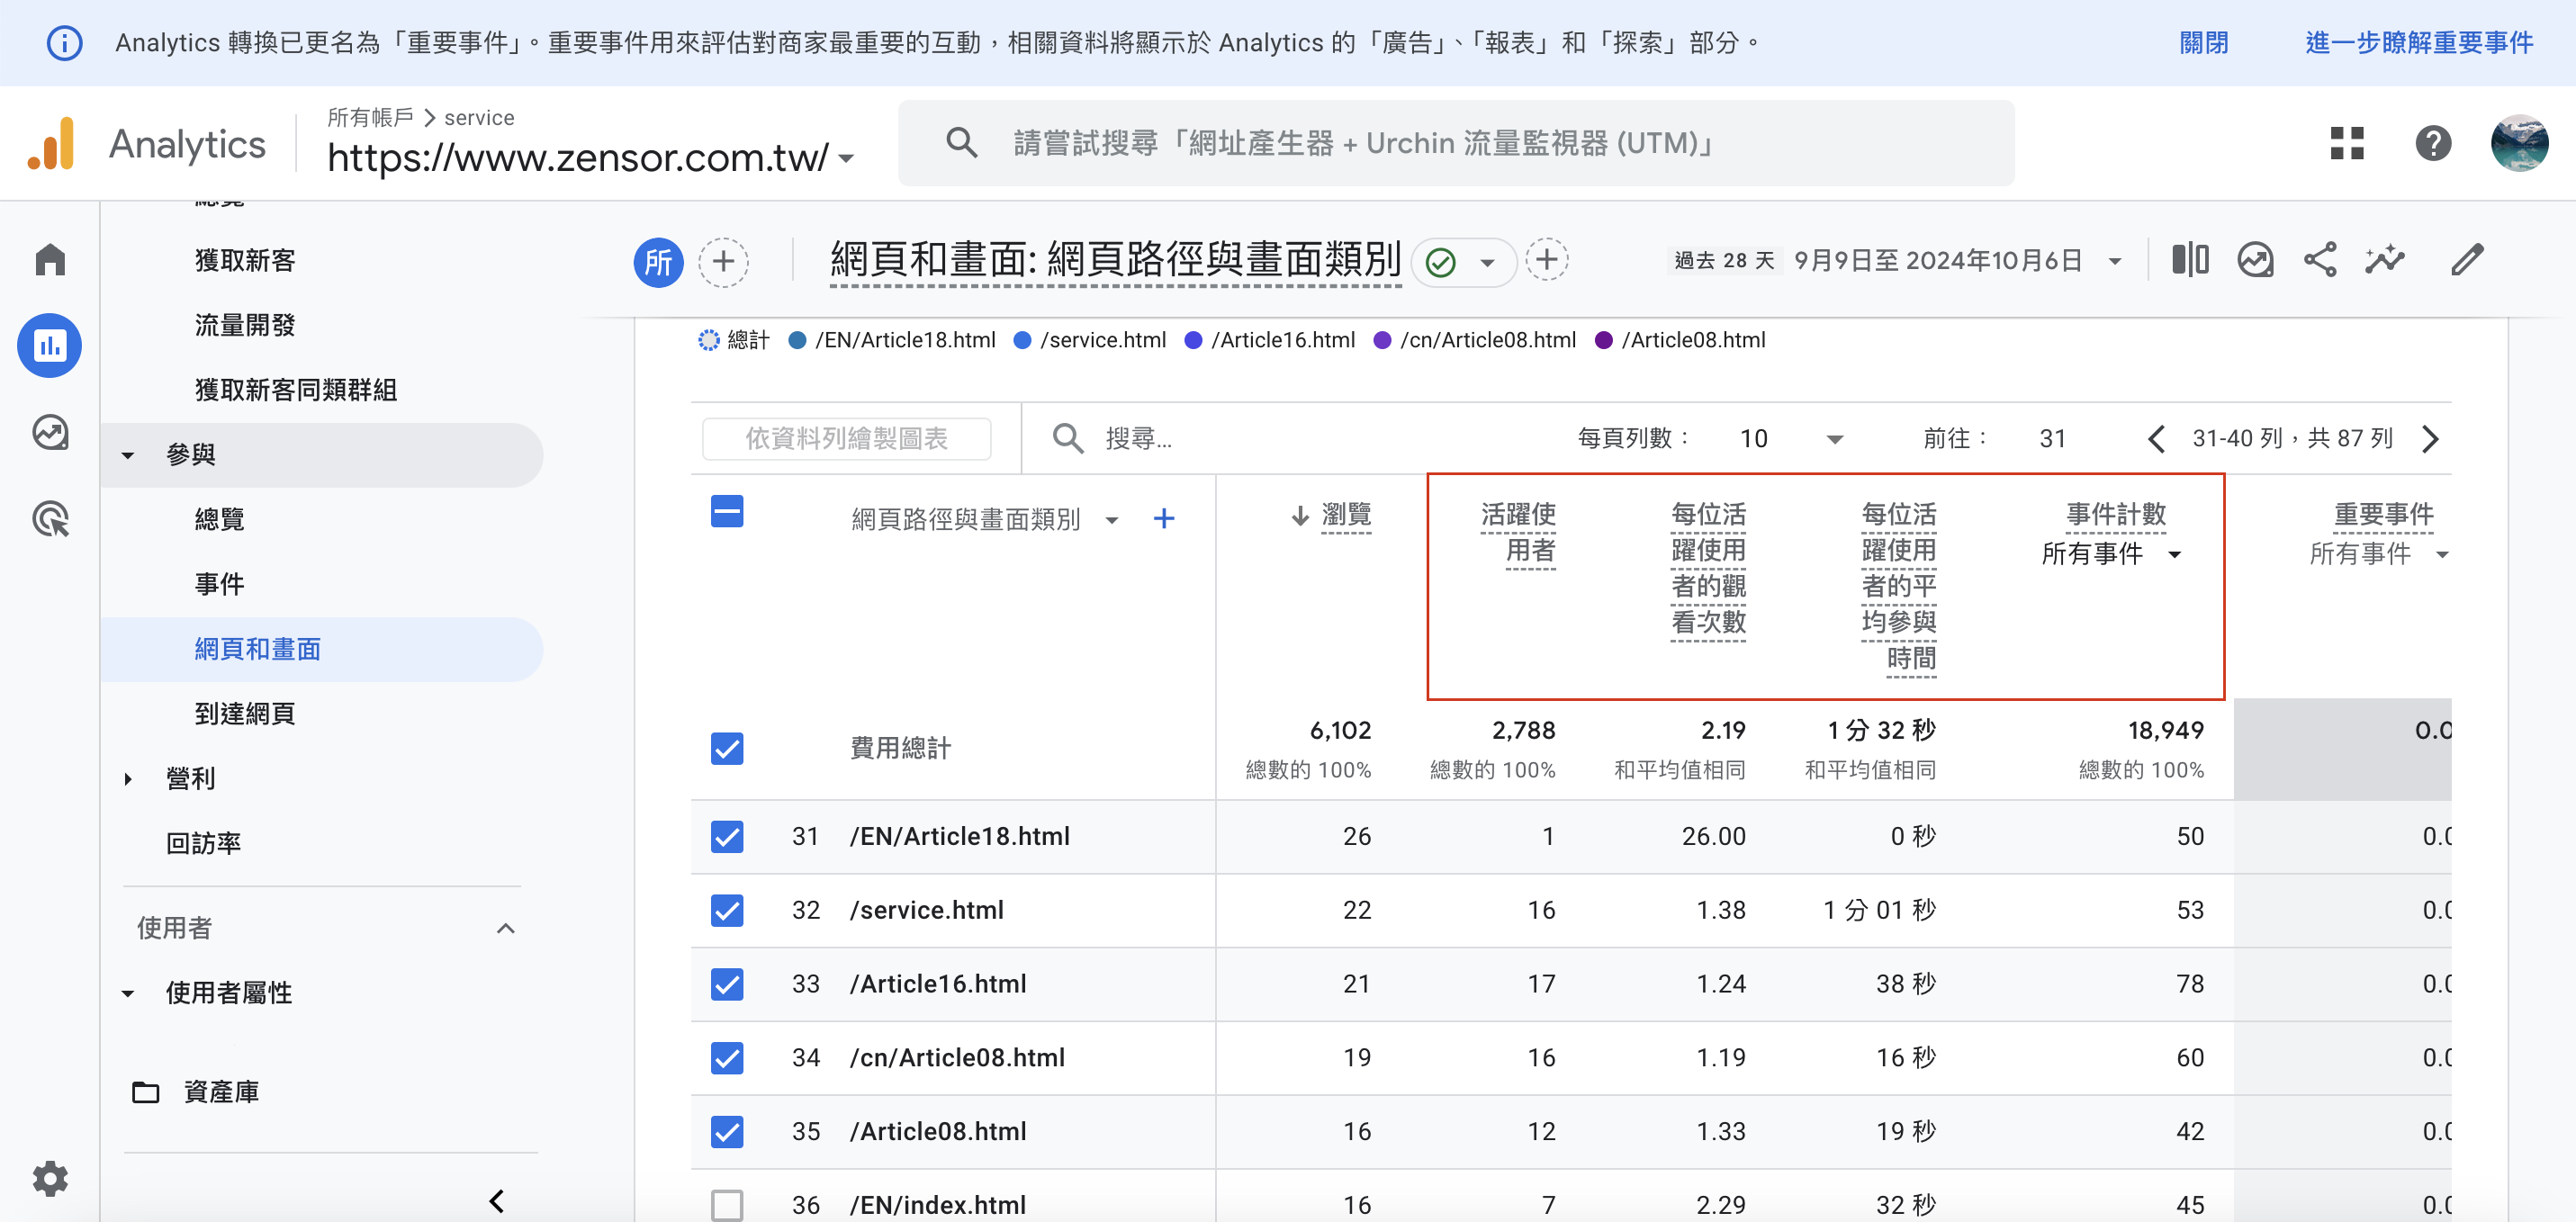 Analytics 轉換已更名為「重要事件」。重要事件用來評估對商家最重要的互動，相關資料將顯示於 Analytics 的「廣告」、「報表」和「探索」部分。 關閉 進一步瞭解重要事件
Analytics
所有帳戶 > service
https://www.zensor.com.tw/
請嘗試搜尋「網址產生器 + Urchin 流量監視器 (UTM)」
總覽
獲取新客
流量開發
獲取新客同類群組
參與
總覽
事件
網頁和畫面
到達網頁
營利
回訪率
使用者
使用者屬性
資產庫
所
網頁和畫面: 網頁路徑與畫面類別
過去 28 天 9月9日至 2024年10月6日
總計 /EN/Article18.html /service.html /Article16.html /cn/Article08.html /Article08.html
依資料列繪製圖表 搜尋... 每頁列數： 10 前往： 31 31-40 列，共 87 列
網頁路徑與畫面類別
瀏覽
活躍使
用者
每位活
躍使用
者的觀
看次數
每位活
躍使用
者的平
均參與
時間
事件計數
所有事件
重要事件
所有事件
費用總計 6,102 2,788 2.19 1 分 32 秒 18,949 0.0
總數的 100% 總數的 100% 和平均值相同 和平均值相同 總數的 100%
31 /EN/Article18.html 26 1 26.00 0 秒 50 0.0
32 /service.html 22 16 1.38 1 分 01 秒 53 0.0
33 /Article16.html 21 17 1.24 38 秒 78 0.0
34 /cn/Article08.html 19 16 1.19 16 秒 60 0.0
35 /Article08.html 16 12 1.33 19 秒 42 0.0
36 /EN/index.html 16 7 2.29 32 秒 45 0.0